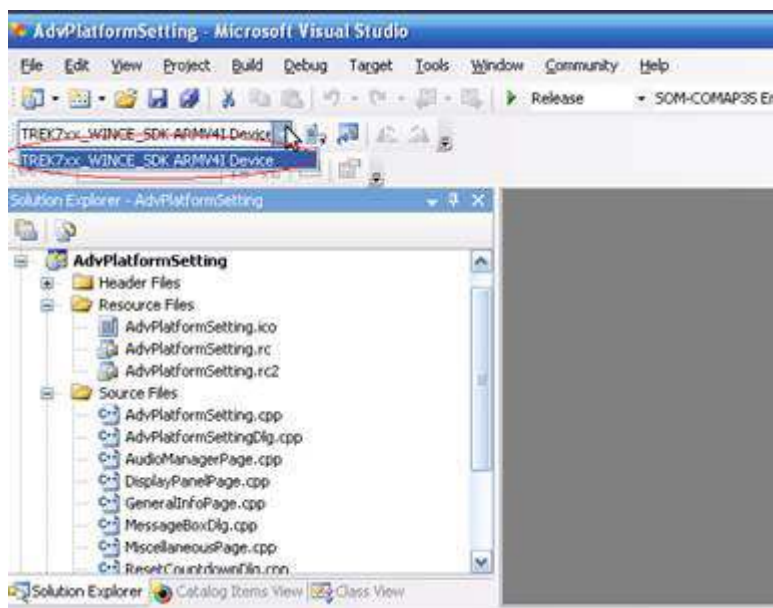 AdvPlatformSetting - Microsoft Visual Studio
File Edit View Project Build Debug Target Tools Window Community Help
Release SOM-COMAP3S
TREK7xx_WINCE_SDK ARMV4I Device
TREK7xx_WINCE_SDK ARMV4I Device
Solution Explorer - AdvPlatformSetting
AdvPlatformSetting
Header Files
Resource Files
AdvPlatformSetting.ico
AdvPlatformSetting.rc
AdvPlatformSetting.rc2
Source Files
AdvPlatformSetting.cpp
AdvPlatformSettingDlg.cpp
AudioManagerPage.cpp
DisplayPanelPage.cpp
GeneralInfoPage.cpp
MessageBoxDlg.cpp
MiscellaneousPage.cpp
ResetCountdownDlg.cpp
Solution Explorer Catalog Items View Class View